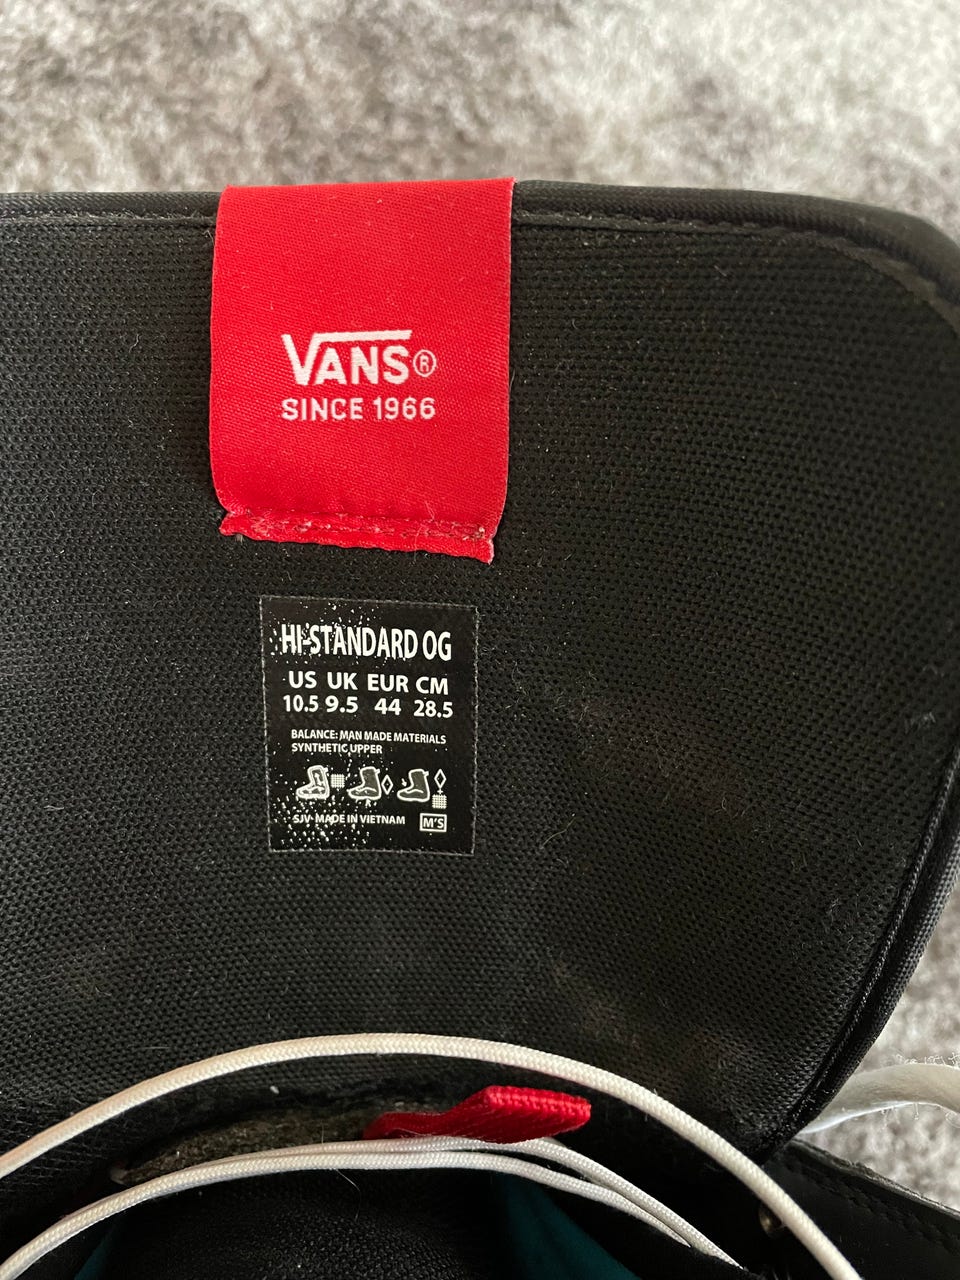 VANS®
SINCE 1966
HI-STANDARD OG
US UK EUR CM
10.5 9.5 44 28.5
BALANCE: MAN MADE MATERIALS
SYNTHETIC UPPER
SJV- MADE IN VIETNAM M'S